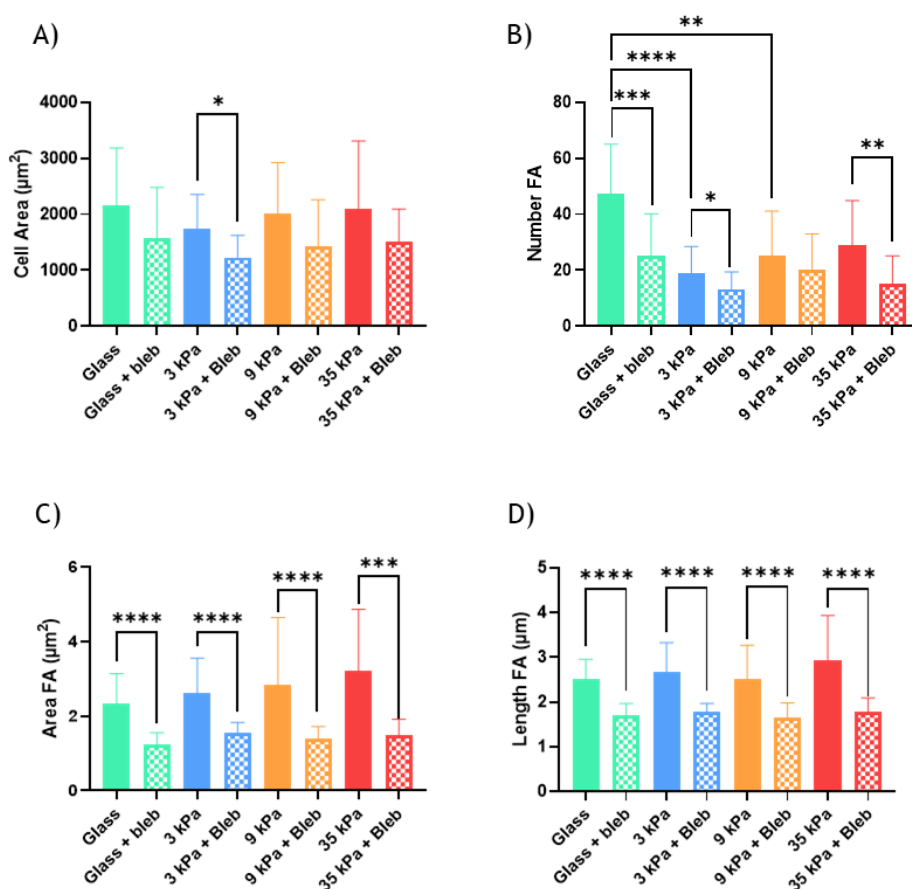 A)
*
Cell Area (µm²)
4000
3000
2000
1000
0
Glass
Glass + bleb
3 kPa
3 kPa + Bleb
9 kPa
9 kPa + Bleb
35 kPa
35 kPa + Bleb
B)
**
****
***
*
**
Number FA
80
60
40
20
0
Glass
Glass + bleb
3 kPa
3 kPa + Bleb
9 kPa
9 kPa + Bleb
35 kPa
35 kPa + Bleb
C)
****
****
****
***
Area FA (µm²)
6
4
2
0
Glass
Glass + bleb
3 kPa
3 kPa + Bleb
9 kPa
9 kPa + Bleb
35 kPa
35 kPa + Bleb
D)
****
****
****
****
Length FA (µm)
5
4
3
2
1
0
Glass
Glass + bleb
3 kPa
3 kPa + Bleb
9 kPa
9 kPa + Bleb
35 kPa
35 kPa + Bleb